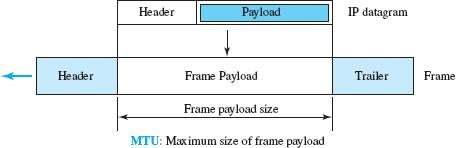 Header Payload IP datagram
Header Frame Payload Trailer Frame
Frame payload size
MTU: Maximum size of frame payload